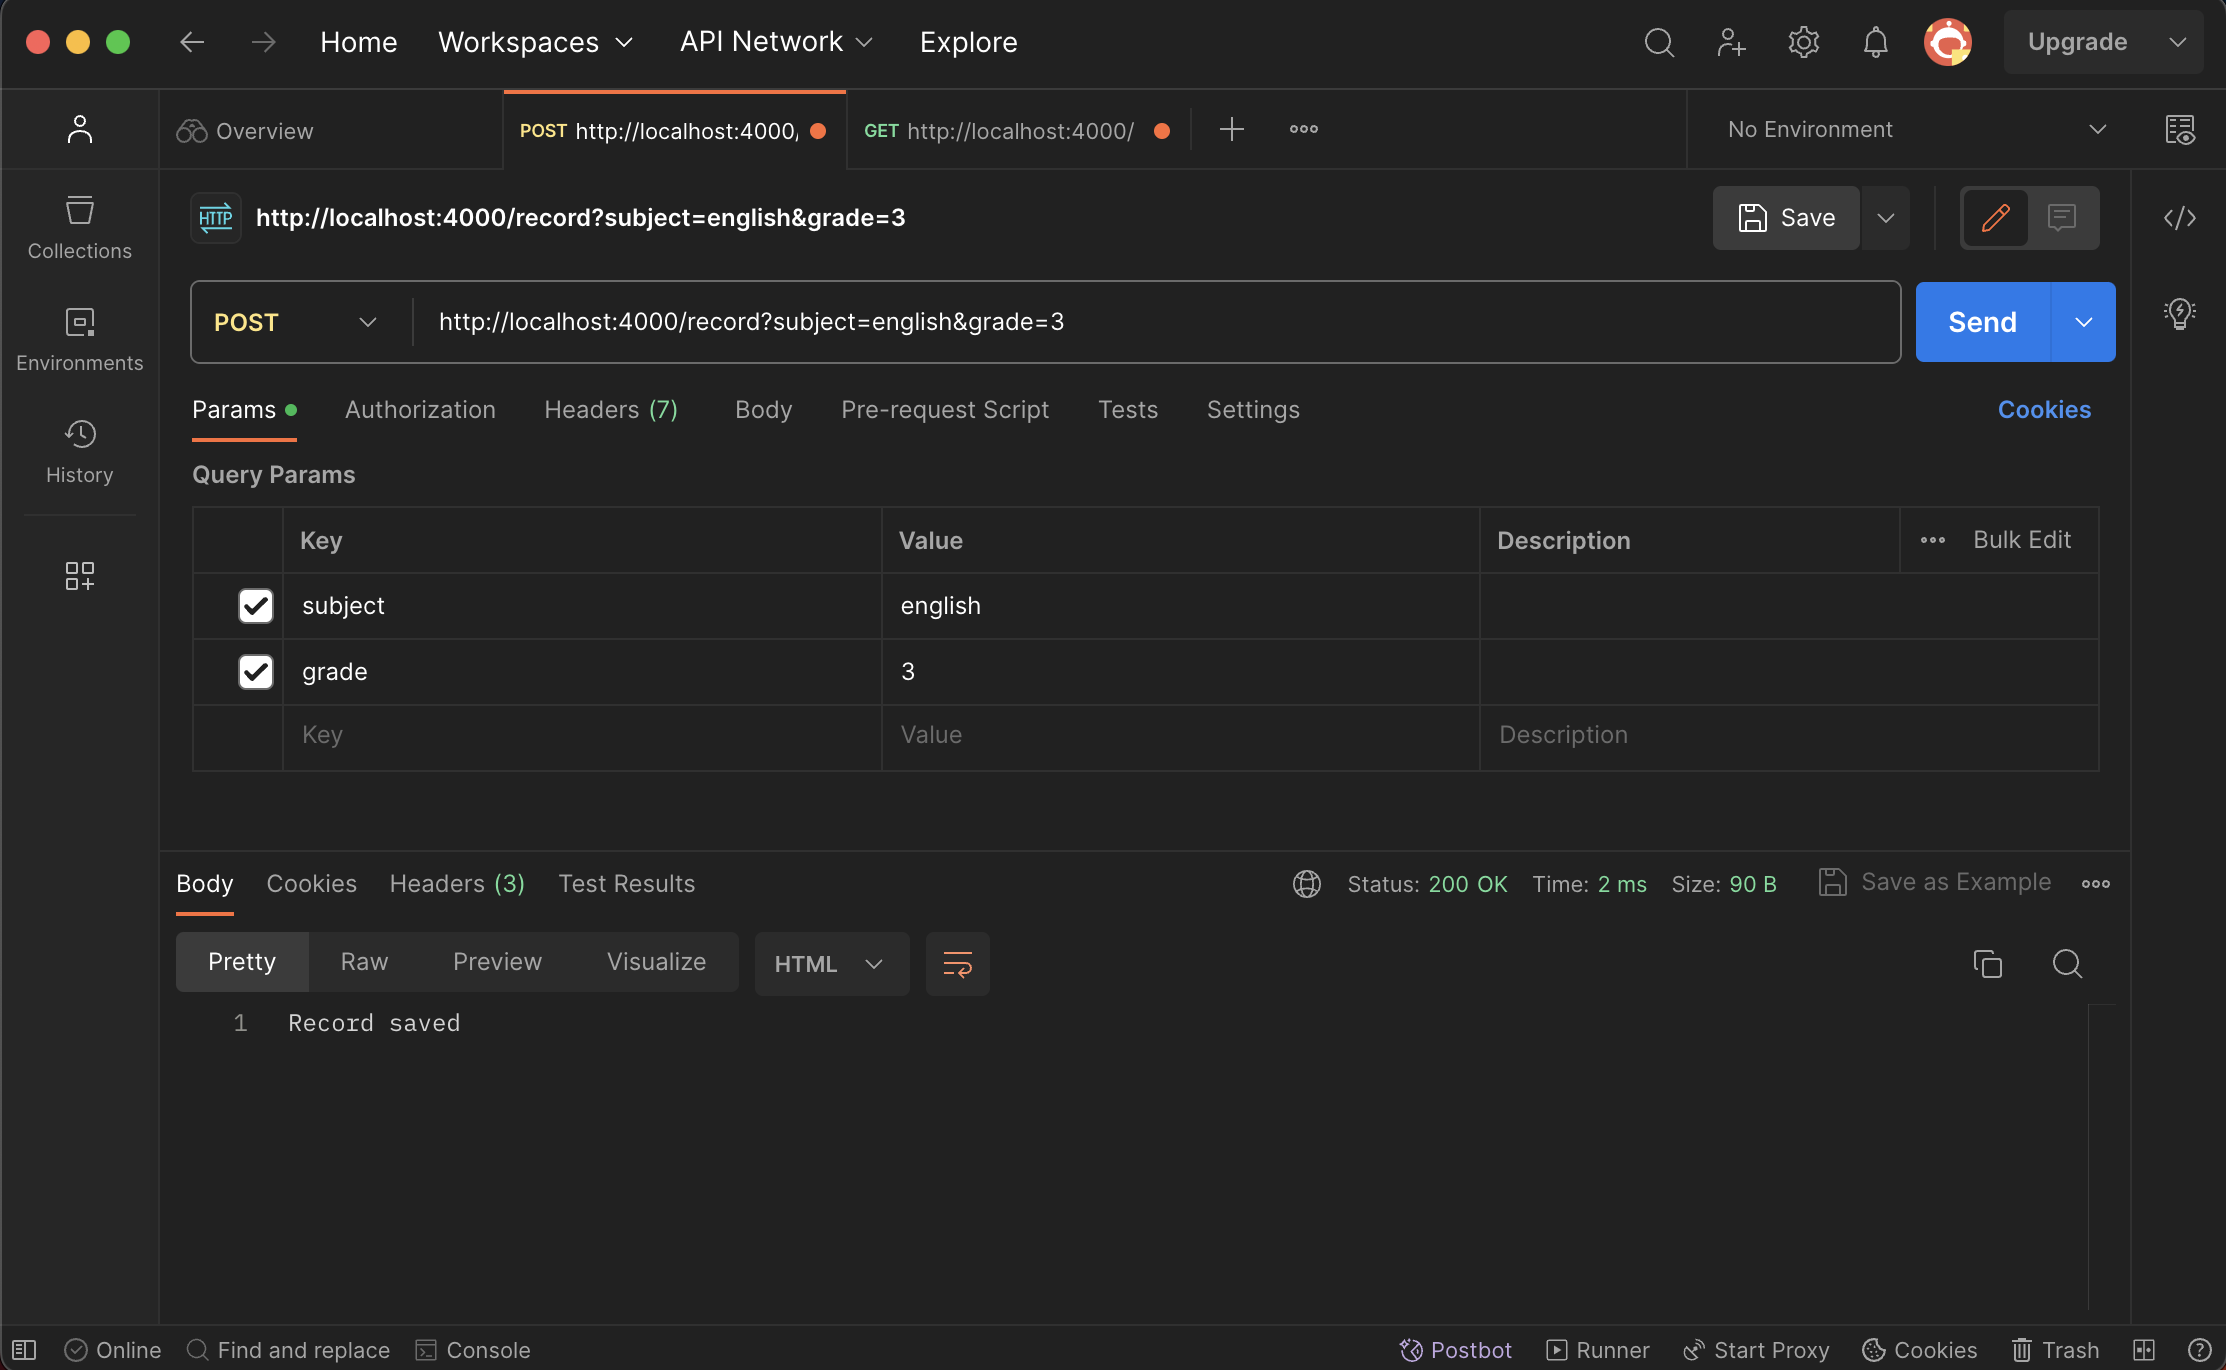 Home Workspaces API Network Explore Upgrade
Overview POST http://localhost:4000/ GET http://localhost:4000/ No Environment
HTTP http://localhost:4000/record?subject=english&grade=3 Save
Collections
POST http://localhost:4000/record?subject=english&grade=3 Send
Environments
Params Authorization Headers (7) Body Pre-request Script Tests Settings Cookies
History
Query Params
Key Value Description Bulk Edit
subject english
grade 3
Key Value Description
Body Cookies Headers (3) Test Results Status: 200 OK Time: 2 ms Size: 90 B Save as Example
Pretty Raw Preview Visualize HTML
1 Record saved
Online Find and replace Console Postbot Runner Start Proxy Cookies Trash